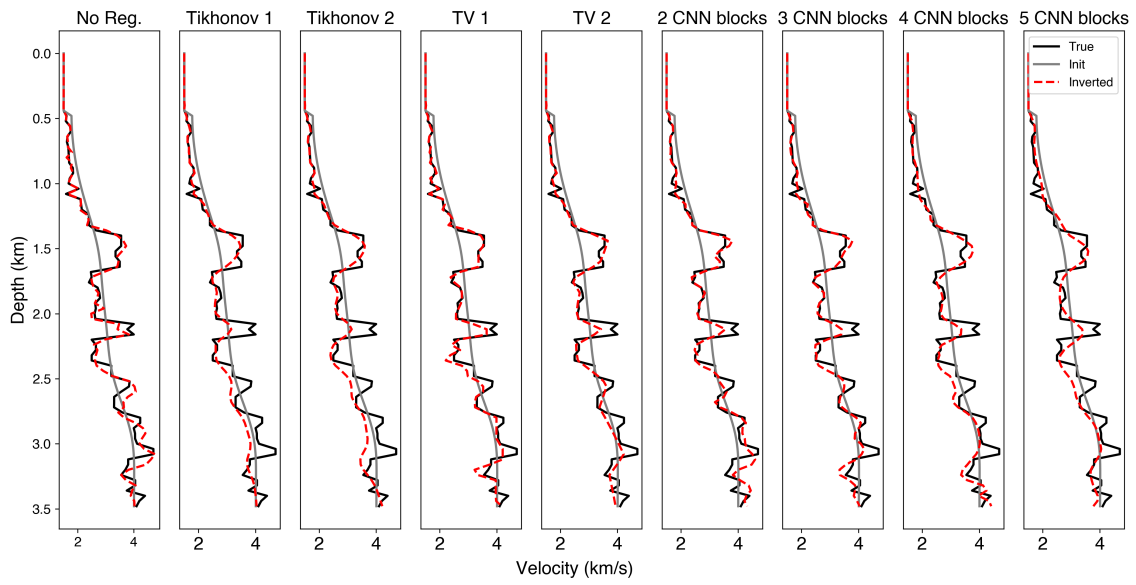 No Reg. Tikhonov 1 Tikhonov 2 TV 1 TV 2 2 CNN blocks 3 CNN blocks 4 CNN blocks 5 CNN blocks
True
Init
Inverted
0.0
0.5
1.0
1.5
2.0
2.5
3.0
3.5
Depth (km)
2 4 2 4 2 4 2 4 2 4 2 4 2 4 2 4 2 4
Velocity (km/s)